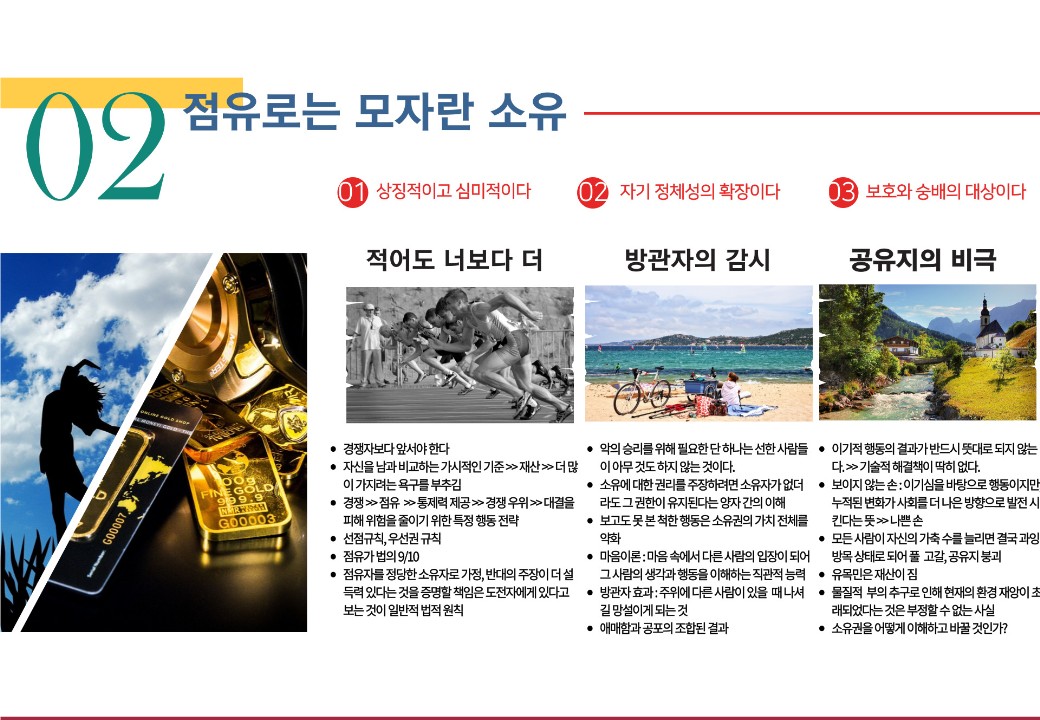 02
점유로는 모자란 소유
01 상징적이고 심미적이다
02 자기 정체성의 확장이다
03 보호와 숭배의 대상이다
적어도 너보다 더
방관자의 감시
공유지의 비극
ONLINE GOLD SHOP
G00007
100g
FINE GOLD
999.9
G00003
• 경쟁자보다 앞서야 한다
• 자신을 남과 비교하는 가시적인 기준 >> 재산 >> 더 많
이 가지려는 욕구를 부추김
• 경쟁 >> 점유 >> 통제력 제공 >> 경쟁 우위 >> 대결을
피해 위험을 줄이기 위한 특정 행동 전략
• 선점규칙, 우선권 규칙
• 점유가 법의 9/10
• 점유자를 정당한 소유자로 가정, 반대의 주장이 더 설
득력 있다는 것을 증명할 책임은 도전자에게 있다고
보는 것이 일반적 법적 원칙
• 악의 승리를 위해 필요한 단 하나는 선한 사람들
이 아무 것도 하지 않는 것이다.
• 소유에 대한 권리를 주장하려면 소유자가 없더
라도 그 권한이 유지된다는 양자 간의 이해
• 보고도 못 본 척한 행동은 소유권의 가치 전체를
약화
• 마음이론 : 마음 속에서 다른 사람의 입장이 되어
그 사람의 생각과 행동을 이해하는 직관적 능력
• 방관자 효과 : 주위에 다른 사람이 있을 때 나서
길 망설이게 되는 것
• 애매함과 공포의 조합된 결과
• 이기적 행동의 결과가 반드시 뜻대로 되지 않는
다. >> 기술적 해결책이 딱히 없다.
• 보이지 않는 손 : 이기심을 바탕으로 행동이지만
누적된 변화가 사회를 더 나은 방향으로 발전 시
킨다는 뜻 >> 나쁜 손
• 모든 사람이 자신의 가축 수를 늘리면 결국 과잉
방목 상태로 되어 풀 고갈, 공유지 붕괴
• 유목민은 재산이 짐
• 물질적 부의 추구로 인해 현재의 환경 재앙이 초
래되었다는 것은 부정할 수 없는 사실
• 소유권을 어떻게 이해하고 바꿀 것인가?